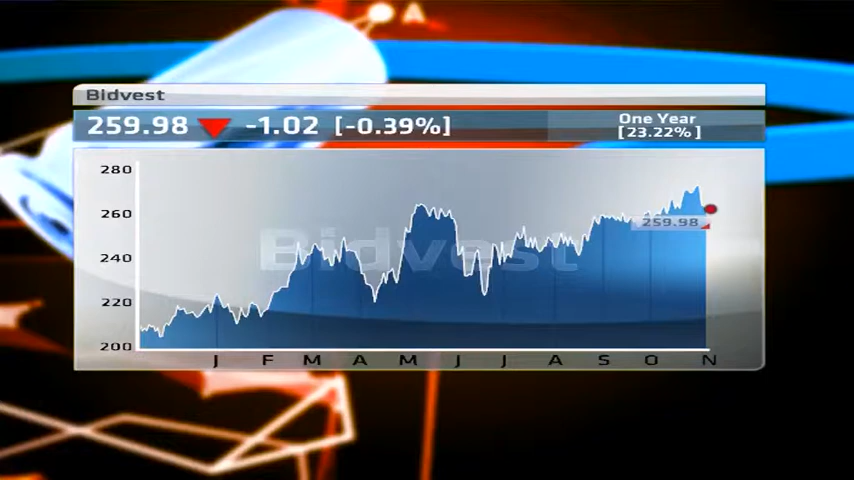 A
Bidvest
259.98 -1.02 [-0.39%]
One Year
[23.22%]
280
260
240
220
200
Bidvest
259.98
J F M A M J J A S O N